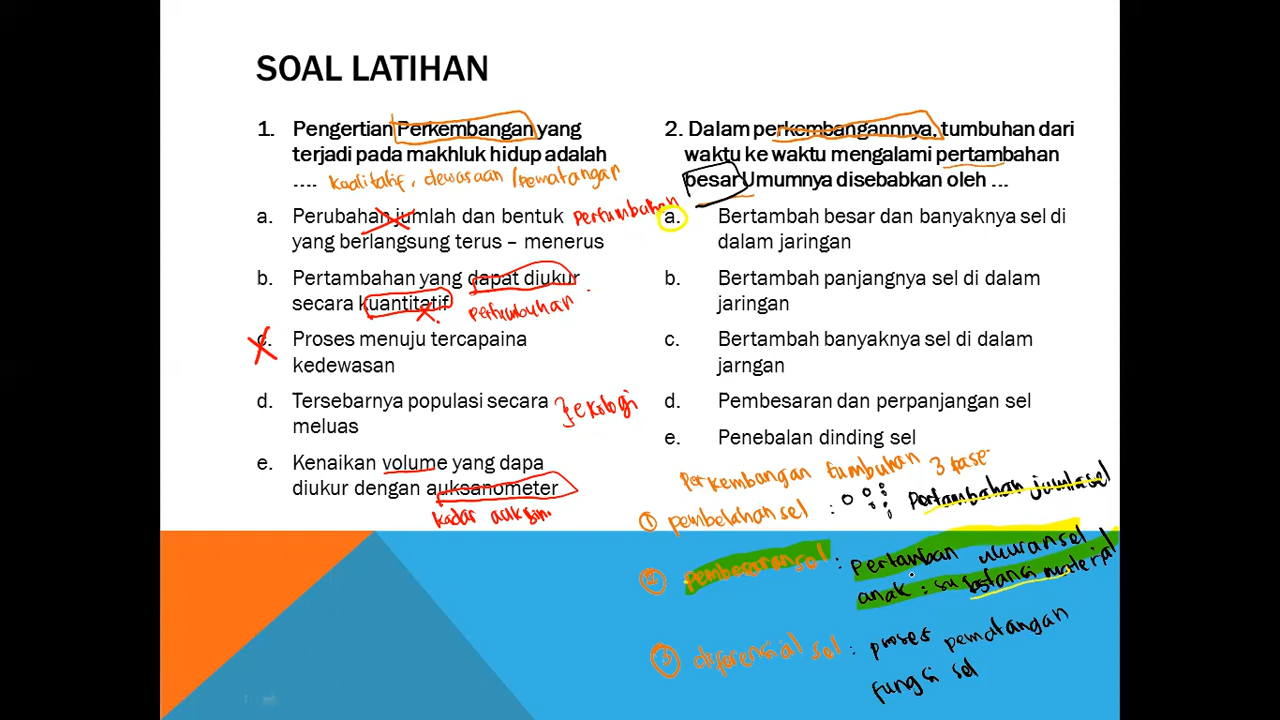 SOAL LATIHAN
1. Pengertian Perkembangan yang
terjadi pada makhluk hidup adalah
.... kualitatif, dewasaan / pematangan
a. Perubahan jumlah dan bentuk pertumbuhan
yang berlangsung terus – menerus
b. Pertambahan yang dapat diukur
secara kuantitatif pertumbuhan
c. Proses menuju tercapaina
kedewasan
d. Tersebarnya populasi secara
meluas
} ekologi
e. Kenaikan volume yang dapa
diukur dengan auksanometer
kadar auksin.
2. Dalam perkembangannnya, tumbuhan dari
waktu ke waktu mengalami pertambahan
besar Umumnya disebabkan oleh ...
a. Bertambah besar dan banyaknya sel di
dalam jaringan
b. Bertambah panjangnya sel di dalam
jaringan
c. Bertambah banyaknya sel di dalam
jarngan
d. Pembesaran dan perpanjangan sel
e. Penebalan dinding sel
perkembangan tumbuhan 3 fase
① pembelahan sel : pertambahan jumla sel
② pembesaran sel : pertamban ukuran sel
anak : substansi material
③ diferensial sel : proses pematangan
fungsi sel